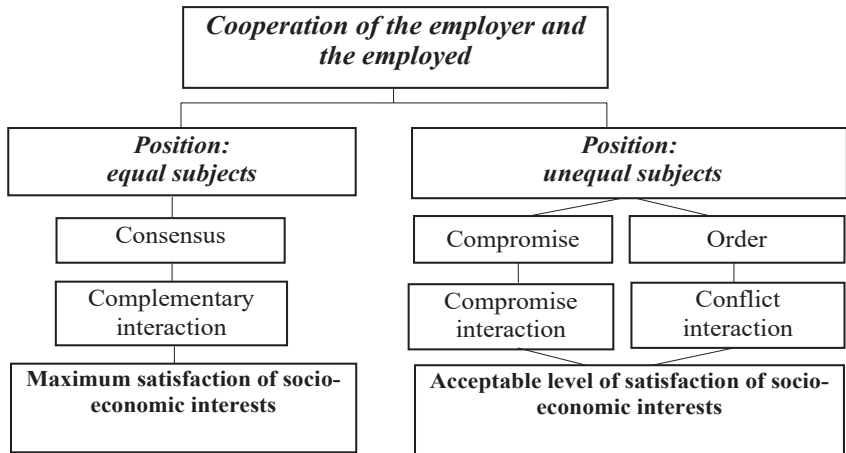 Cooperation of the employer and
the employed
Position:
equal subjects
Position:
unequal subjects
Consensus
Compromise
Order
Complementary
interaction
Compromise
interaction
Conflict
interaction
Maximum satisfaction of socio-
economic interests
Acceptable level of satisfaction of socio-
economic interests